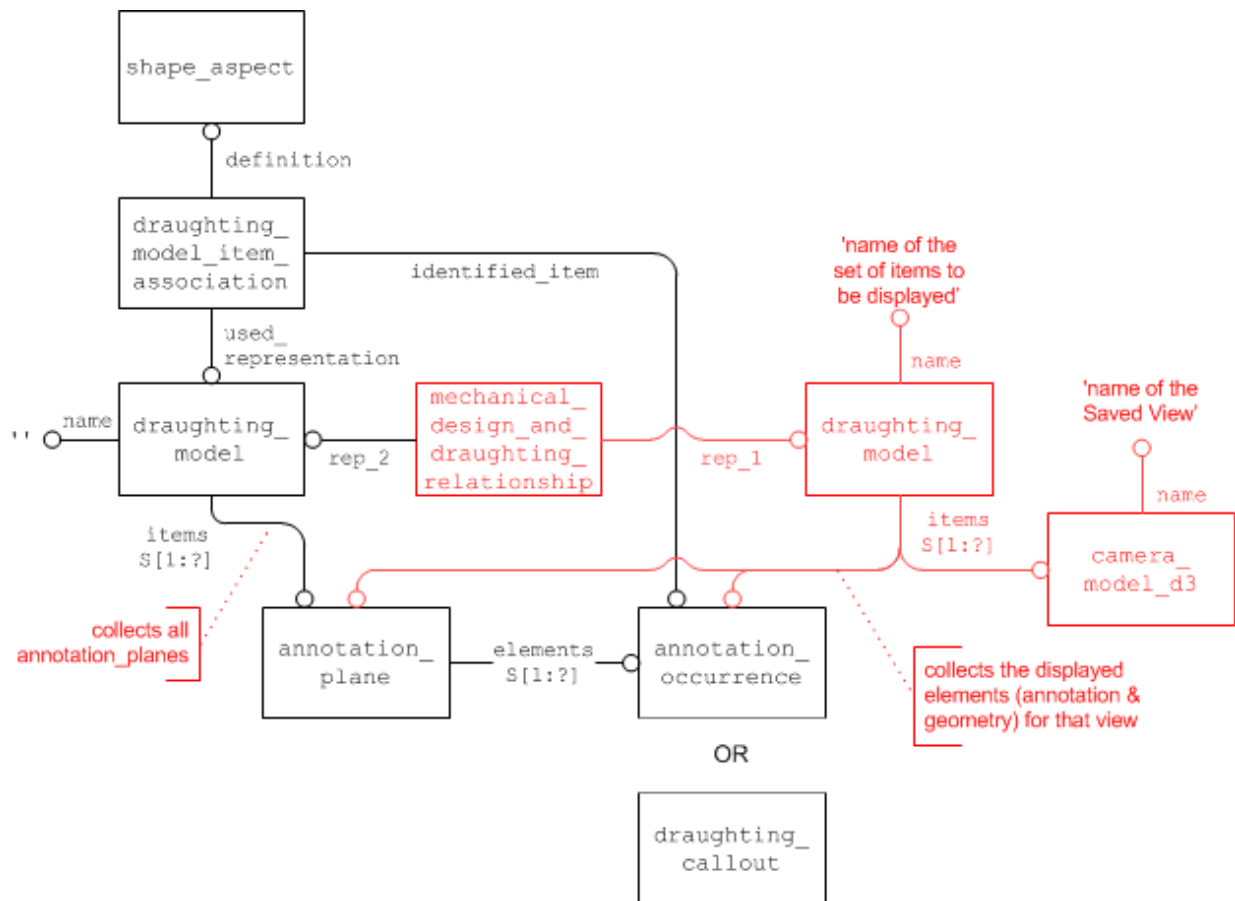 shape_aspect
definition
draughting_
model_item_
association
identified_item
used_
representation
'name of the
set of items to
be displayed'
name
'name of the
Saved View'
name
' '
name
draughting_
model
rep_2
mechanical_
design_and_
draughting_
relationship
rep_1
draughting_
model
items
S[1:?]
items
S[1:?]
camera_
model_d3
collects all
annotation_planes
annotation_
plane
elements
S[1:?]
annotation_
occurrence
collects the displayed
elements (annotation &
geometry) for that view
OR
draughting_
callout